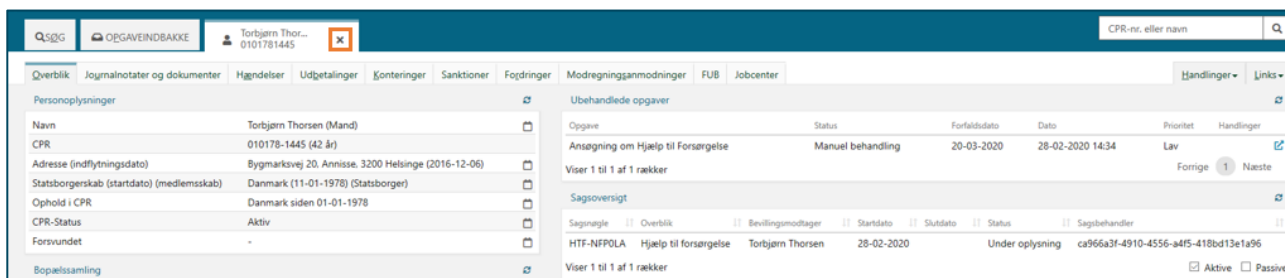 SØG
OPGAVEINDBAKKE
Torbjørn Thor...
0101781445
CPR-nr. eller navn
Overblik Journalnotater og dokumenter Hændelser Udbetalinger Konteringer Sanktioner Fordringer Modregningsanmodninger FUB Jobcenter Handlinger Links
Personoplysninger
Navn Torbjørn Thorsen (Mand)
CPR 010178-1445 (42 år)
Adresse (indflytningsdato) Bygmarksvej 20, Annisse, 3200 Helsinge (2016-12-06)
Statsborgerskab (startdato) (medlemsskab) Danmark (11-01-1978) (Statsborger)
Ophold i CPR Danmark siden 01-01-1978
CPR-Status Aktiv
Forsvundet -
Bopælssamling
Ubehandlede opgaver
Opgave Status Forfaldsdato Dato Prioritet Handlinger
Ansøgning om Hjælp til Forsørgelse Manuel behandling 20-03-2020 28-02-2020 14:34 Lav
Viser 1 til 1 af 1 rækker Forrige 1 Næste
Sagsoversigt
Sagsnøgle Overblik Bevillingsmodtager Startdato Slutdato Status Sagsbehandler
HTF-NFP0LA Hjælp til forsørgelse Torbjørn Thorsen 28-02-2020 Under oplysning ca966a3f-4910-4556-a4f5-418bd13e1a96
Viser 1 til 1 af 1 rækker Aktive Passive